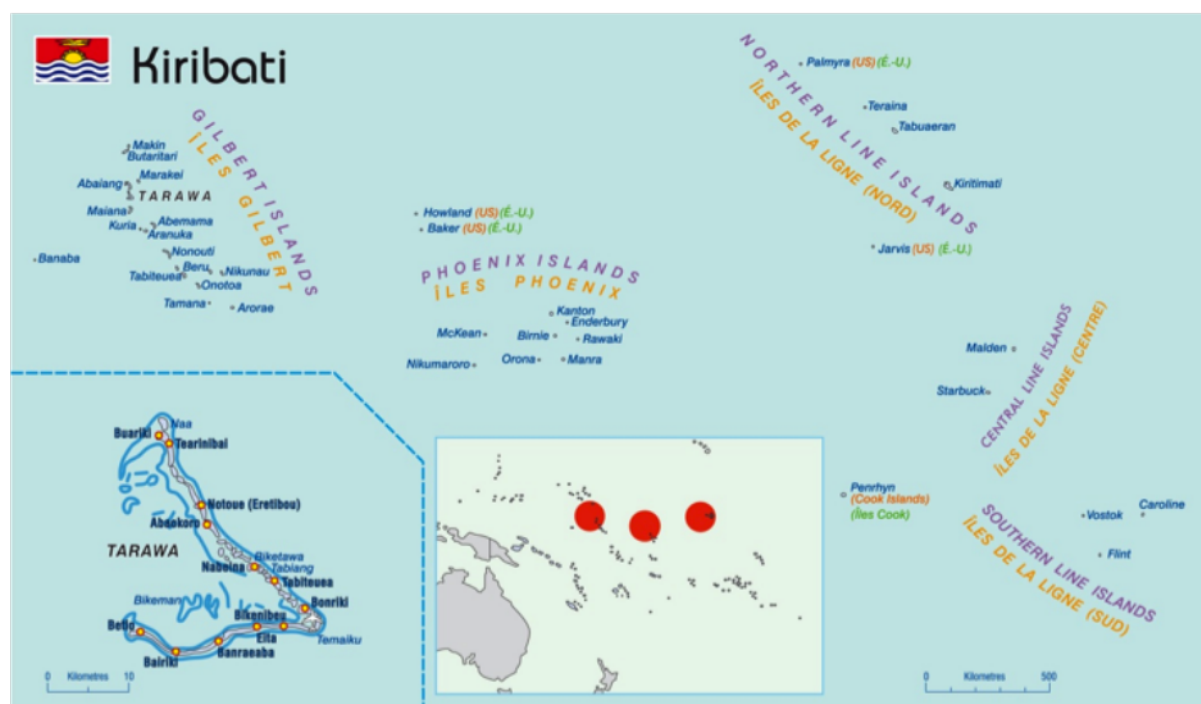 Kiribati
GILBERT ISLANDS
ÎLES GILBERT
Makin
Butaritari
Marakei
Abaiang
TARAWA
Maiana
Abemama
Kuria
Aranuka
Nonouti
Banaba
Beru
Nikunau
Tabiteuea
Onotoa
Tamana
Arorae
Howland (US) (É.-U.)
Baker (US) (É.-U.)
PHOENIX ISLANDS
ÎLES PHOENIX
Kanton
Enderbury
McKean
Birnie
Rawaki
Nikumaroro
Orona
Manra
NORTHERN LINE ISLANDS
ÎLES DE LA LIGNE (NORD)
Palmyra (US) (É.-U.)
Teraina
Tabuaeran
Kiritimati
Jarvis (US) (É.-U.)
CENTRAL LINE ISLANDS
ÎLES DE LA LIGNE (CENTRE)
Malden
Starbuck
Penrhyn
(Cook Islands)
(Îles Cook)
SOUTHERN LINE ISLANDS
ÎLES DE LA LIGNE (SUD)
Vostok
Caroline
Flint
Naa
Buariki
Tearinibai
Notoue (Eretibou)
Abaokoro
TARAWA
Biketawa
Nabeina
Tabiang
Tabiteuea
Bikeman
Bonriki
Bikenibeu
Betio
Eita
Temaiku
Banraeaba
Bairiki
0 Kilometres 10
0 Kilometres 500